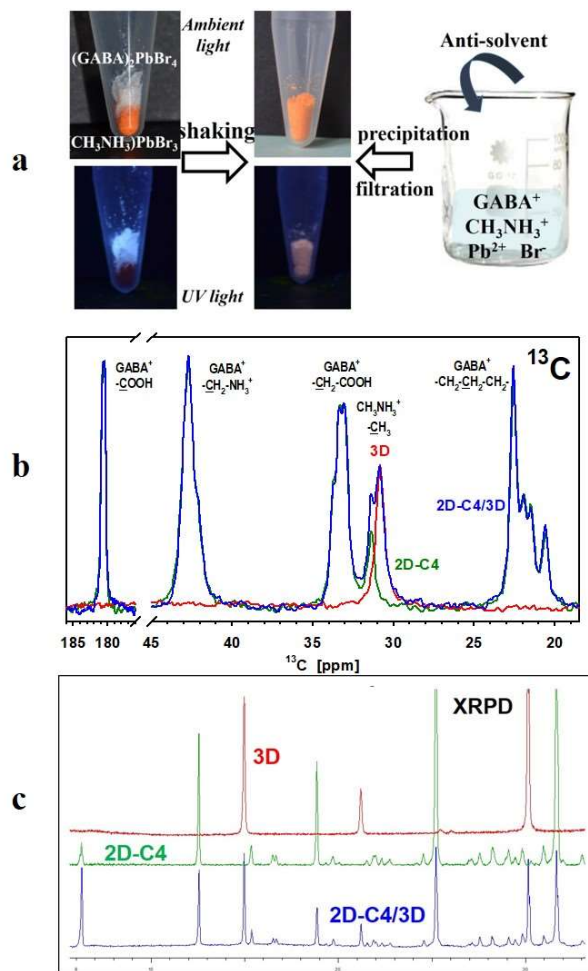 a
Ambient
light
(GABA)2PbBr4
CH3NH3)PbBr3
shaking
UV light
precipitation
filtration
Anti-solvent
GABA+
CH3NH3+
Pb2+ Br-
b
13C
GABA+
-COOH
GABA+
-CH2-NH3+
GABA+
-CH2-COOH
CH3NH3+
-CH3
3D
GABA+
-CH2-CH2-CH2-
2D-C4/3D
2D-C4
185 180 45 40 35 30 25 20
13C [ppm]
c
XRPD
3D
2D-C4
2D-C4/3D